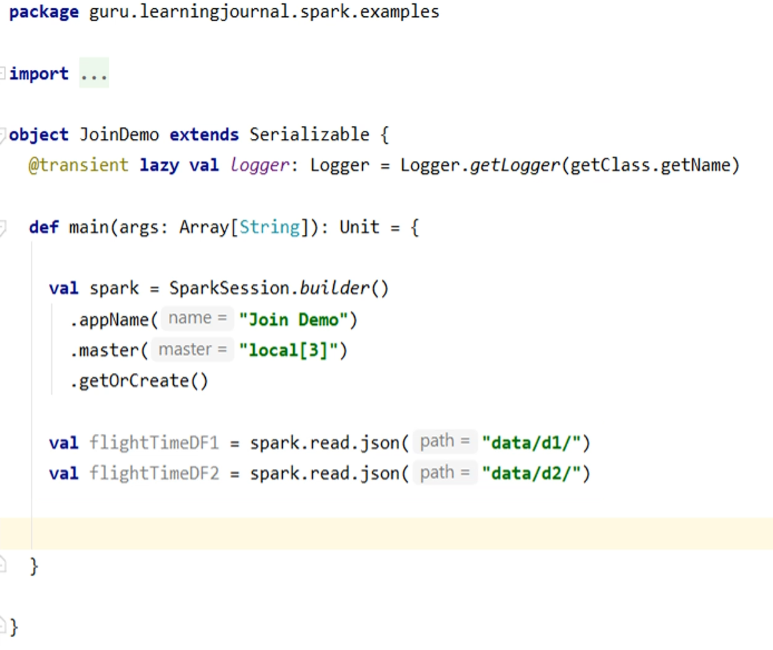 package guru.learningjournal.spark.examples
import ...
object JoinDemo extends Serializable {
@transient lazy val logger: Logger = Logger.getLogger(getClass.getName)
def main(args: Array[String]): Unit = {
val spark = SparkSession.builder()
.appName( name = "Join Demo")
.master( master = "local[3]")
.getOrCreate()
val flightTimeDF1 = spark.read.json( path = "data/d1/")
val flightTimeDF2 = spark.read.json( path = "data/d2/")
}
}